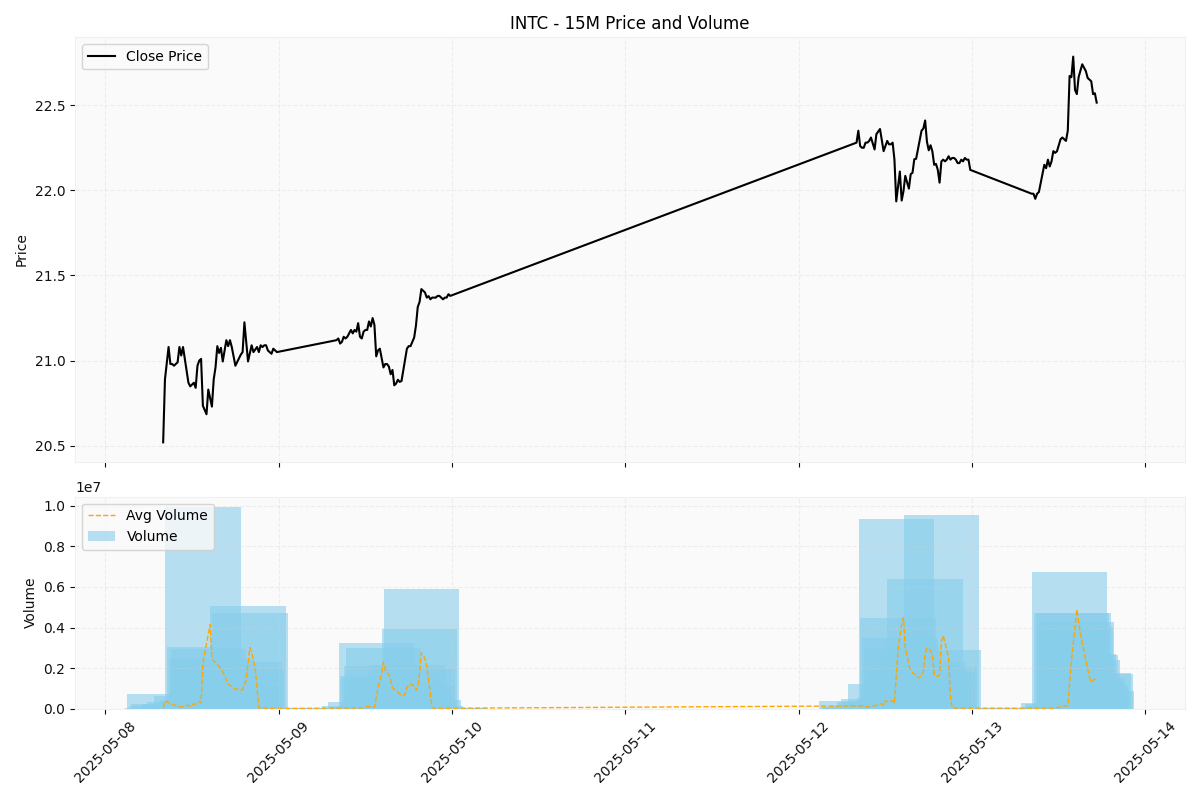 INTC - 15M Price and Volume
Close Price
22.5
22.0
21.5
21.0
20.5
Price
1e7
Avg Volume
Volume
1.0
0.8
0.6
0.4
0.2
0.0
Volume
2025-05-08
2025-05-09
2025-05-10
2025-05-11
2025-05-12
2025-05-13
2025-05-14